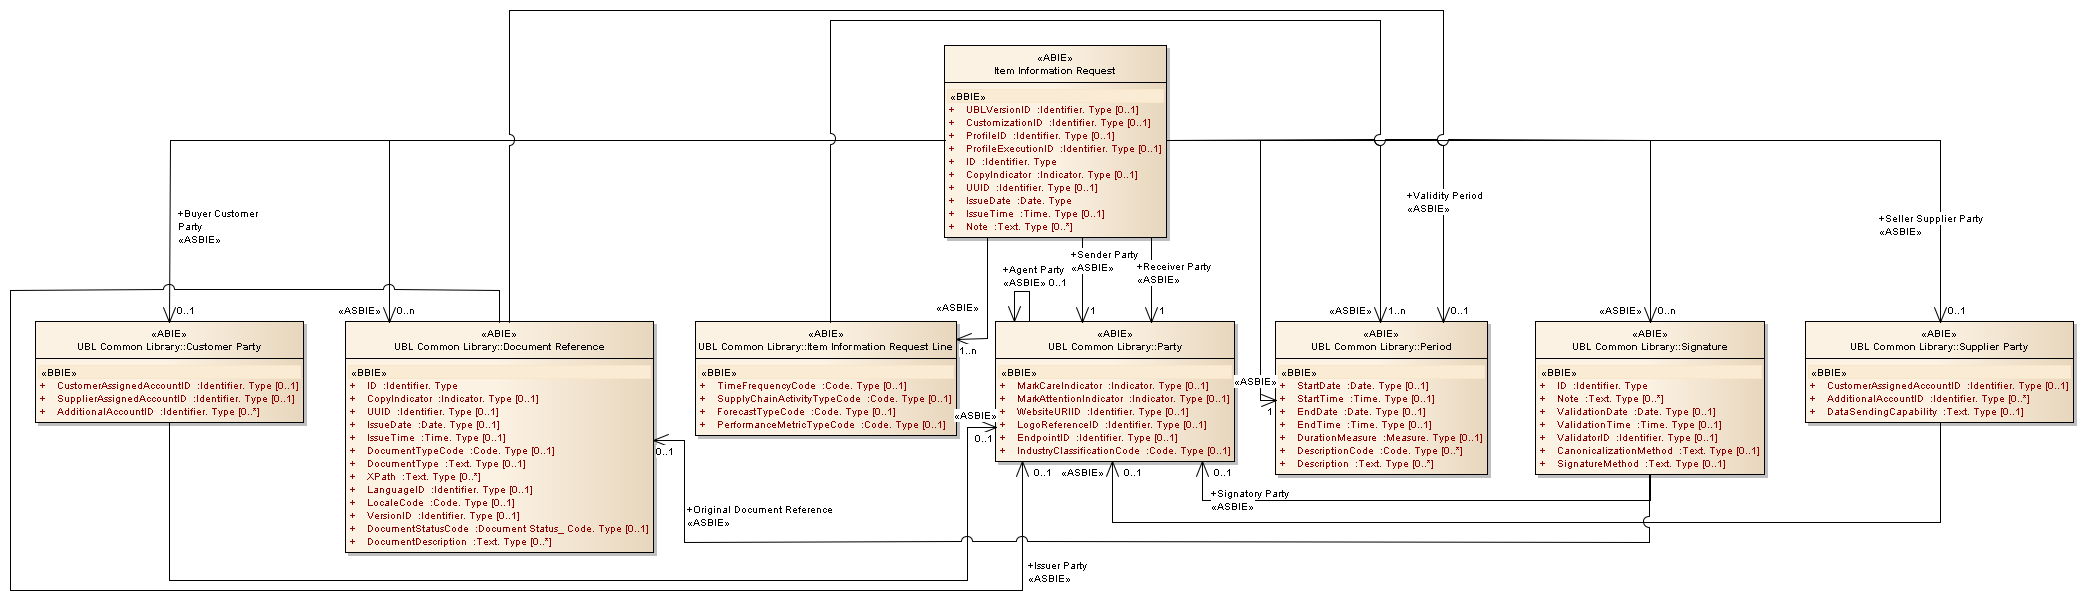 «ABIE»
Item Information Request
«BBIE»
+ UBLVersionID :Identifier. Type [0..1]
+ CustomizationID :Identifier. Type [0..1]
+ ProfileID :Identifier. Type [0..1]
+ ProfileExecutionID :Identifier. Type [0..1]
+ ID :Identifier. Type
+ CopyIndicator :Indicator. Type [0..1]
+ UUID :Identifier. Type [0..1]
+ IssueDate :Date. Type
+ IssueTime :Time. Type [0..1]
+ Note :Text. Type [0..*]
+Buyer Customer
Party
«ASBIE»
0..1
«ASBIE»
0..n
«ASBIE»
1..n
+Agent Party
«ASBIE» 0..1
+Sender Party
«ASBIE»
1
+Receiver Party
«ASBIE»
1
+Validity Period
«ASBIE»
0..1
«ASBIE»
1..n
«ASBIE»
1
«ASBIE»
0..n
+Seller Supplier Party
«ASBIE»
0..1
«ABIE»
UBL Common Library::Customer Party
«BBIE»
+ CustomerAssignedAccountID :Identifier. Type [0..1]
+ SupplierAssignedAccountID :Identifier. Type [0..1]
+ AdditionalAccountID :Identifier. Type [0..*]
«ABIE»
UBL Common Library::Document Reference
«BBIE»
+ ID :Identifier. Type
+ CopyIndicator :Indicator. Type [0..1]
+ UUID :Identifier. Type [0..1]
+ IssueDate :Date. Type [0..1]
+ IssueTime :Time. Type [0..1]
+ DocumentTypeCode :Code. Type [0..1]
+ DocumentType :Text. Type [0..1]
+ XPath :Text. Type [0..*]
+ LanguageID :Identifier. Type [0..1]
+ LocaleCode :Code. Type [0..1]
+ VersionID :Identifier. Type [0..1]
+ DocumentStatusCode :Document Status_ Code. Type [0..1]
+ DocumentDescription :Text. Type [0..*]
«ABIE»
UBL Common Library::Item Information Request Line
«BBIE»
+ TimeFrequencyCode :Code. Type [0..1]
+ SupplyChainActivityTypeCode :Code. Type [0..1]
+ ForecastTypeCode :Code. Type [0..1]
+ PerformanceMetricTypeCode :Code. Type [0..1]
«ABIE»
UBL Common Library::Party
«BBIE»
+ MarkCareIndicator :Indicator. Type [0..1]
+ MarkAttentionIndicator :Indicator. Type [0..1]
+ WebsiteURIID :Identifier. Type [0..1]
+ LogoReferenceID :Identifier. Type [0..1]
+ EndpointID :Identifier. Type [0..1]
+ IndustryClassificationCode :Code. Type [0..1]
«ABIE»
UBL Common Library::Period
«BBIE»
+ StartDate :Date. Type [0..1]
+ StartTime :Time. Type [0..1]
+ EndDate :Date. Type [0..1]
+ EndTime :Time. Type [0..1]
+ DurationMeasure :Measure. Type [0..1]
+ DescriptionCode :Code. Type [0..*]
+ Description :Text. Type [0..*]
«ABIE»
UBL Common Library::Signature
«BBIE»
+ ID :Identifier. Type
+ Note :Text. Type [0..*]
+ ValidationDate :Date. Type [0..1]
+ ValidationTime :Time. Type [0..1]
+ ValidatorID :Identifier. Type [0..1]
+ CanonicalizationMethod :Text. Type [0..1]
+ SignatureMethod :Text. Type [0..1]
«ABIE»
UBL Common Library::Supplier Party
«BBIE»
+ CustomerAssignedAccountID :Identifier. Type [0..1]
+ AdditionalAccountID :Identifier. Type [0..*]
+ DataSendingCapability :Text. Type [0..1]
«ASBIE»
0..1
0..1
0..1
«ASBIE» 0..1
0..1
+Signatory Party
«ASBIE»
+Original Document Reference
«ASBIE»
+Issuer Party
«ASBIE»